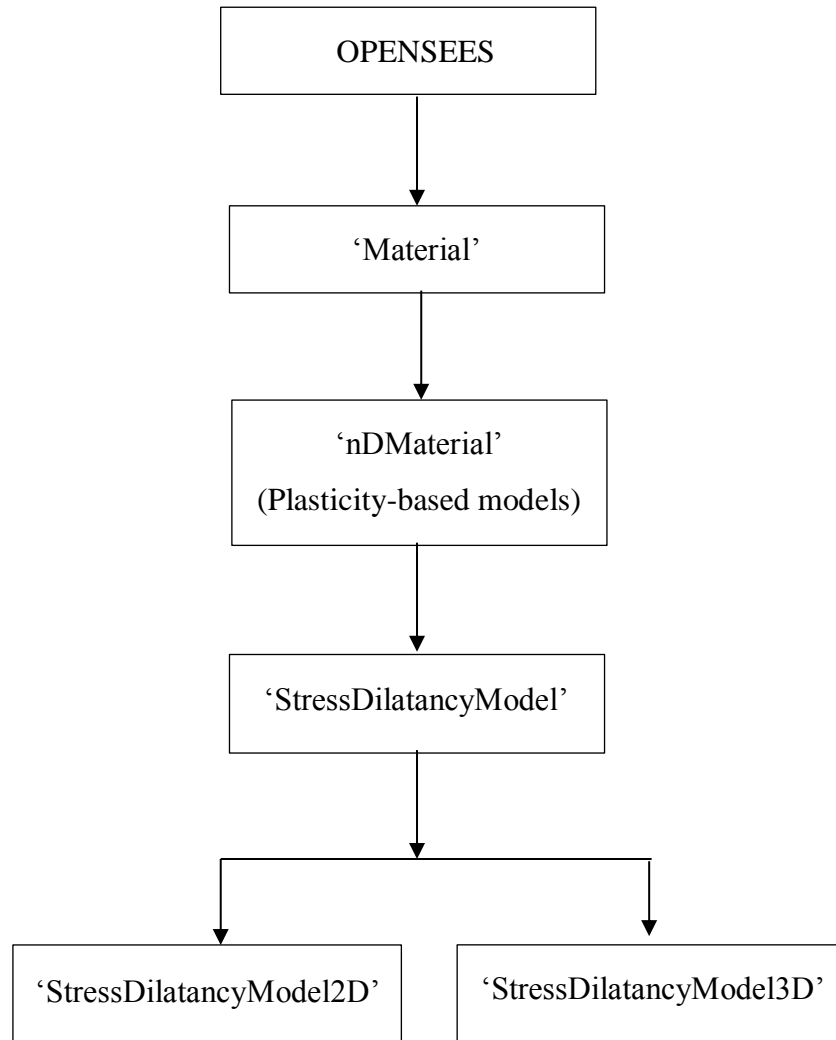 OPENSEES
‘Material’
‘nDMaterial’
(Plasticity-based models)
‘StressDilatancyModel’
‘StressDilatancyModel2D’
‘StressDilatancyModel3D’